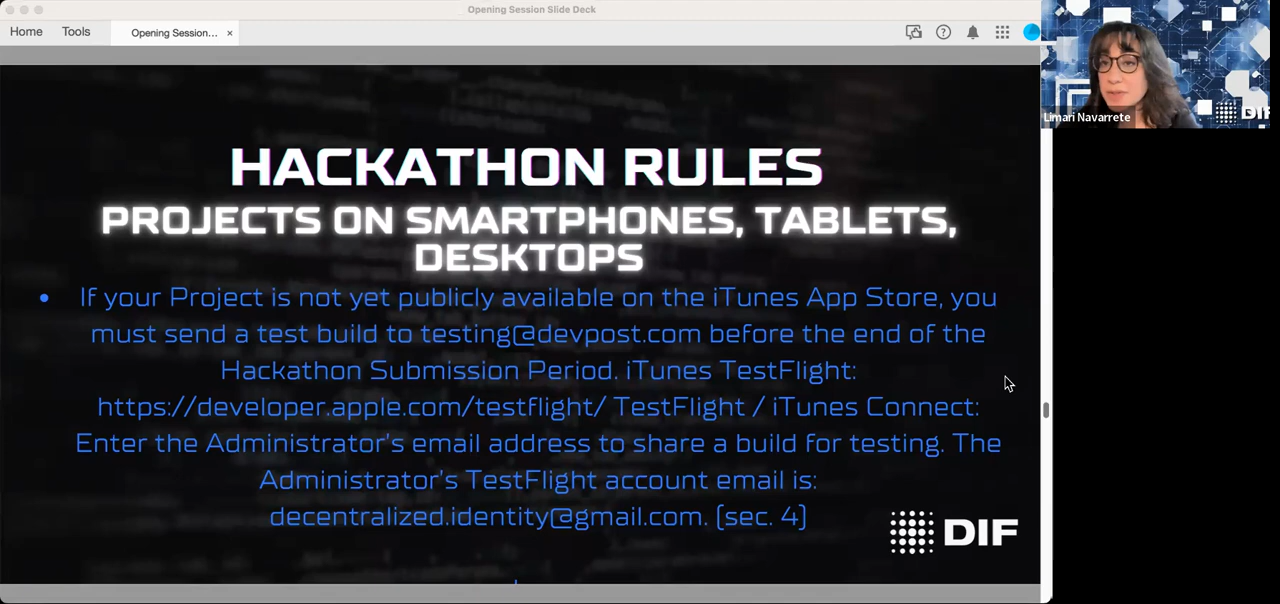 Opening Session Slide Deck
Home
Tools
Opening Session...
HACKATHON RULES
PROJECTS ON SMARTPHONES, TABLETS,
DESKTOPS
• If your Project is not yet publicly available on the iTunes App Store, you
must send a test build to testing@devpost.com before the end of the
Hackathon Submission Period. iTunes TestFlight:
https://developer.apple.com/testflight/ TestFlight / iTunes Connect:
Enter the Administrator's email address to share a build for testing. The
Administrator's TestFlight account email is:
decentralized.identity@gmail.com. (sec. 4)
DIF
Limari Navarrete
DIF